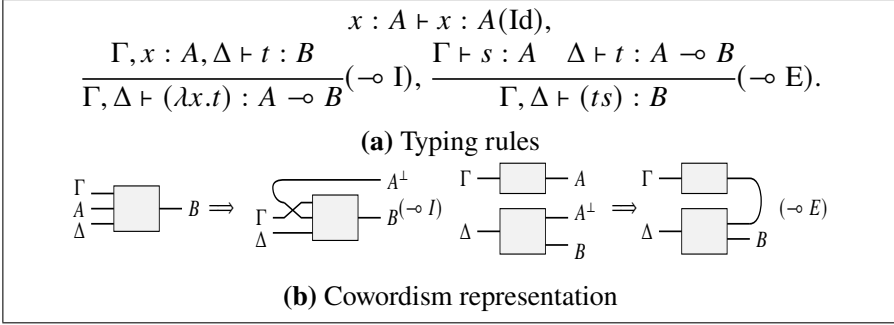 x : A ⊢ x : A(Id),
Γ, x : A, Δ ⊢ t : B
Γ, Δ ⊢ (λx.t) : A ⊸ B
(⊸ I),
Γ ⊢ s : A Δ ⊢ t : A ⊸ B
Γ, Δ ⊢ (ts) : B
(⊸ E).
(a) Typing rules
Γ A Δ B ⇒ Γ Δ A⊥ B (⊸ I) Γ A Δ A⊥ B ⇒ Γ Δ B (⊸ E)
(b) Cowordism representation